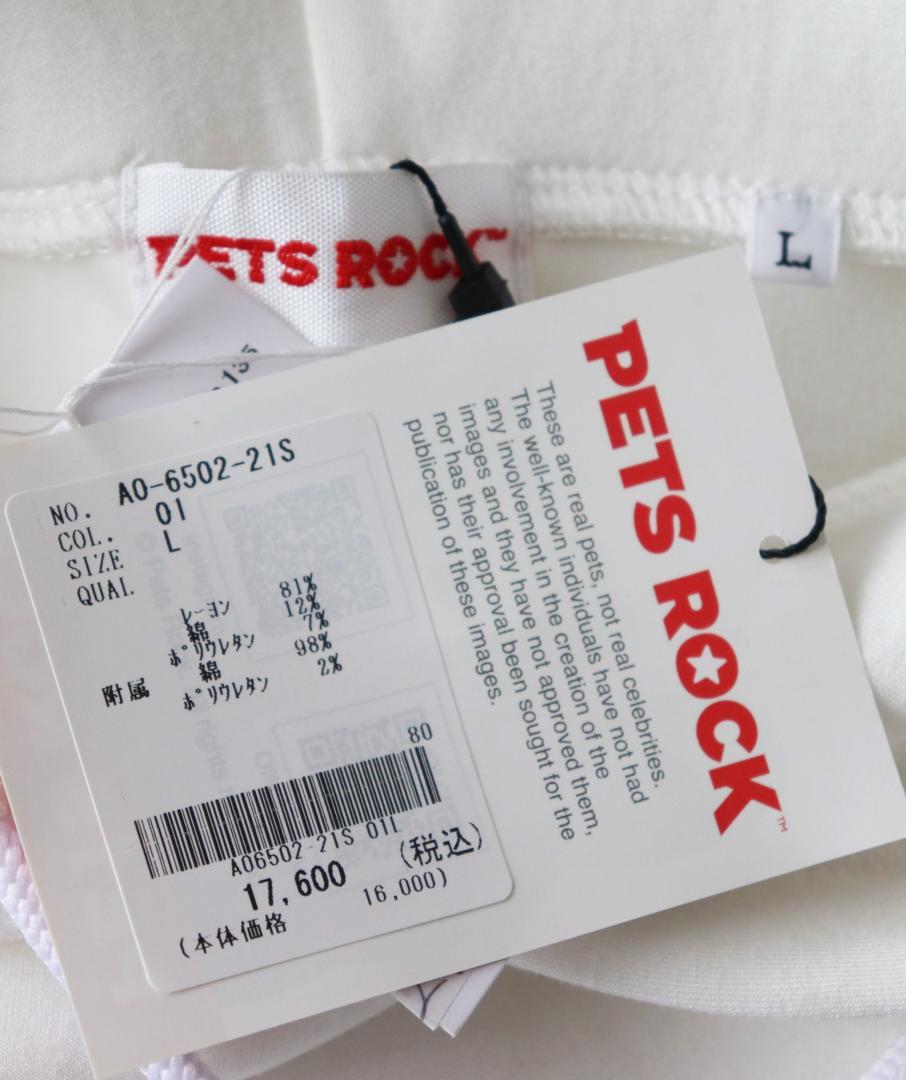 PETS ROCK™
L
PETS ROCK™
These are real pets, not real celebrities.
The well-known individuals have not had
any involvement in the creation of the
images and they have not approved them,
nor has their approval been sought for the
publication of these images.
NO. AO-6502-21S
COL. 01
SIZE L
QUAL
81%
レーヨン 12%
綿 7%
ポリウレタン 98%
綿 2%
附属 ポリウレタン
80
A06502-21S 01L
17,600 (税込)
(本体価格 16,000)